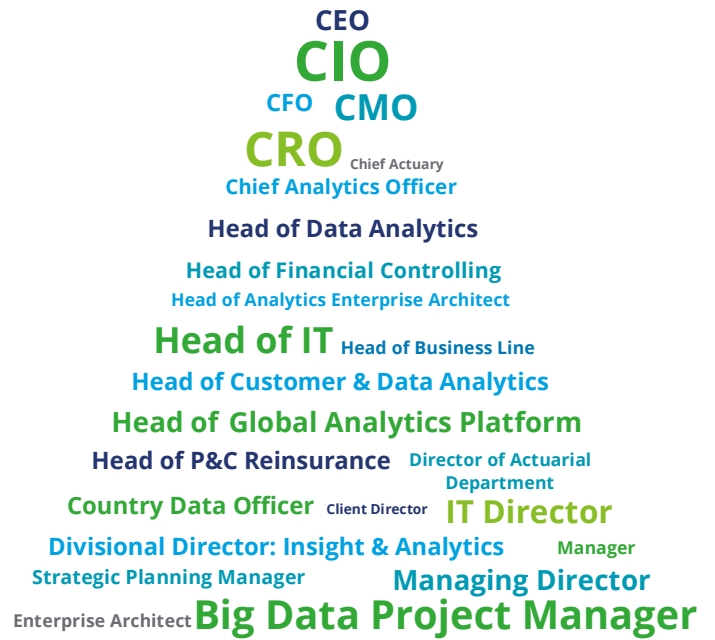 CEO
CIO
CFO CMO
CRO Chief Actuary
Chief Analytics Officer
Head of Data Analytics
Head of Financial Controlling
Head of Analytics Enterprise Architect
Head of IT Head of Business Line
Head of Customer & Data Analytics
Head of Global Analytics Platform
Head of P&C Reinsurance Director of Actuarial
Department
Country Data Officer Client Director IT Director
Divisional Director: Insight & Analytics Manager
Strategic Planning Manager Managing Director
Enterprise Architect Big Data Project Manager